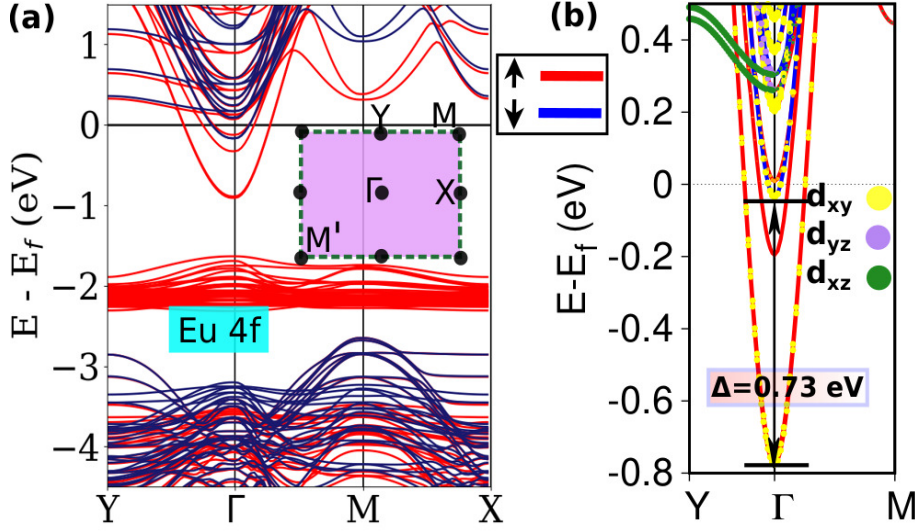 (a)
E - E_f (eV)
1
0
−1
−2
−3
−4
Y
M
Γ
X
M'
Eu 4f
Y
Γ
M
X
↑
↓
(b)
E-E_f (eV)
0.4
0.2
0
-0.2
-0.4
-0.6
-0.8
d_xy
d_yz
d_xz
Δ=0.73 eV
Y
Γ
M